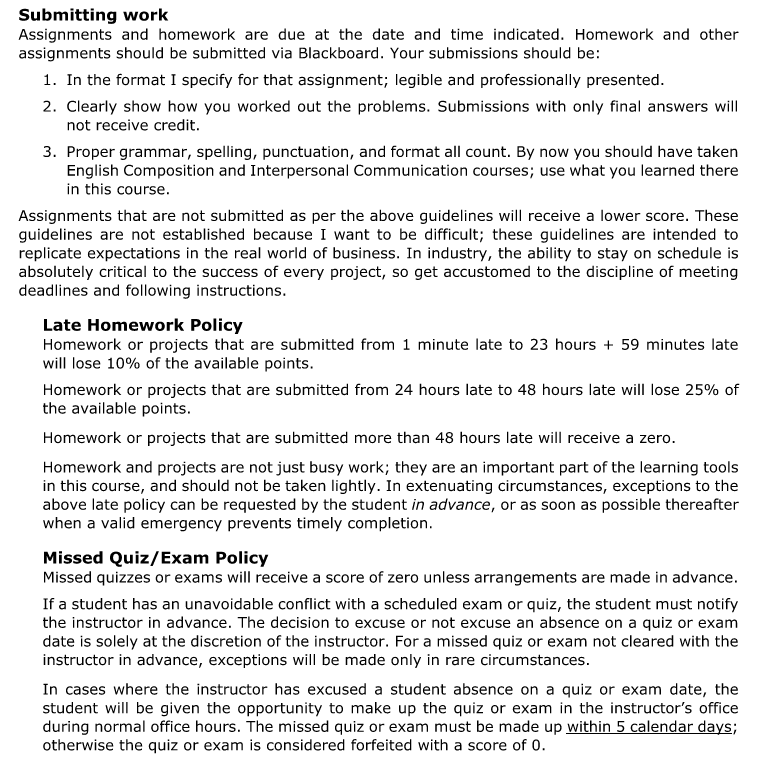 Submitting work
Assignments and homework are due at the date and time indicated. Homework and other
assignments should be submitted via Blackboard. Your submissions should be:
1. In the format I specify for that assignment; legible and professionally presented.
2. Clearly show how you worked out the problems. Submissions with only final answers will
not receive credit.
3. Proper grammar, spelling, punctuation, and format all count. By now you should have taken
English Composition and Interpersonal Communication courses; use what you learned there
in this course.
Assignments that are not submitted as per the above guidelines will receive a lower score. These
guidelines are not established because I want to be difficult; these guidelines are intended to
replicate expectations in the real world of business. In industry, the ability to stay on schedule is
absolutely critical to the success of every project, so get accustomed to the discipline of meeting
deadlines and following instructions.
Late Homework Policy
Homework or projects that are submitted from 1 minute late to 23 hours + 59 minutes late
will lose 10% of the available points.
Homework or projects that are submitted from 24 hours late to 48 hours late will lose 25% of
the available points.
Homework or projects that are submitted more than 48 hours late will receive a zero.
Homework and projects are not just busy work; they are an important part of the learning tools
in this course, and should not be taken lightly. In extenuating circumstances, exceptions to the
above late policy can be requested by the student in advance, or as soon as possible thereafter
when a valid emergency prevents timely completion.
Missed Quiz/Exam Policy
Missed quizzes or exams will receive a score of zero unless arrangements are made in advance.
If a student has an unavoidable conflict with a scheduled exam or quiz, the student must notify
the instructor in advance. The decision to excuse or not excuse an absence on a quiz or exam
date is solely at the discretion of the instructor. For a missed quiz or exam not cleared with the
instructor in advance, exceptions will be made only in rare circumstances.
In cases where the instructor has excused a student absence on a quiz or exam date, the
student will be given the opportunity to make up the quiz or exam in the instructor's office
during normal office hours. The missed quiz or exam must be made up within 5 calendar days;
otherwise the quiz or exam is considered forfeited with a score of 0.